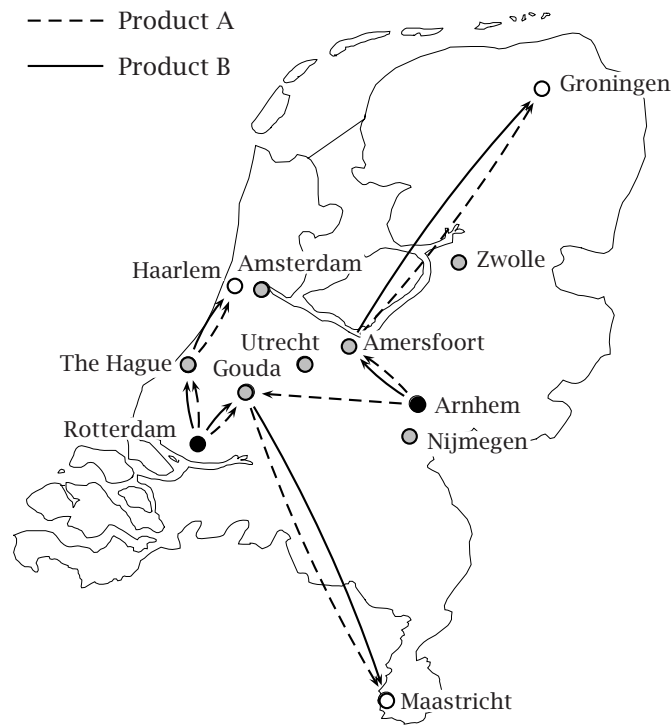 Product A
Product B
Groningen
Zwolle
Haarlem
Amsterdam
Utrecht
Amersfoort
The Hague
Gouda
Arnhem
Rotterdam
Nijmegen
Maastricht